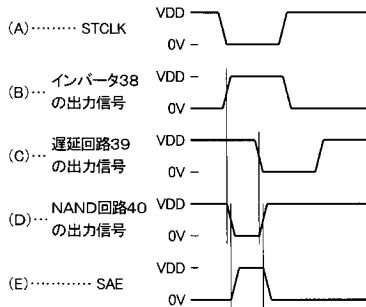 (A)‥‥‥‥ STCLK
VDD
0V
(B)‥‥ インバータ38
の出力信号
VDD
0V
(C)‥‥ 遅延回路39
の出力信号
VDD
0V
(D)‥‥ NAND回路40
の出力信号
VDD
0V
(E)‥‥‥‥‥‥ SAE
VDD
0V